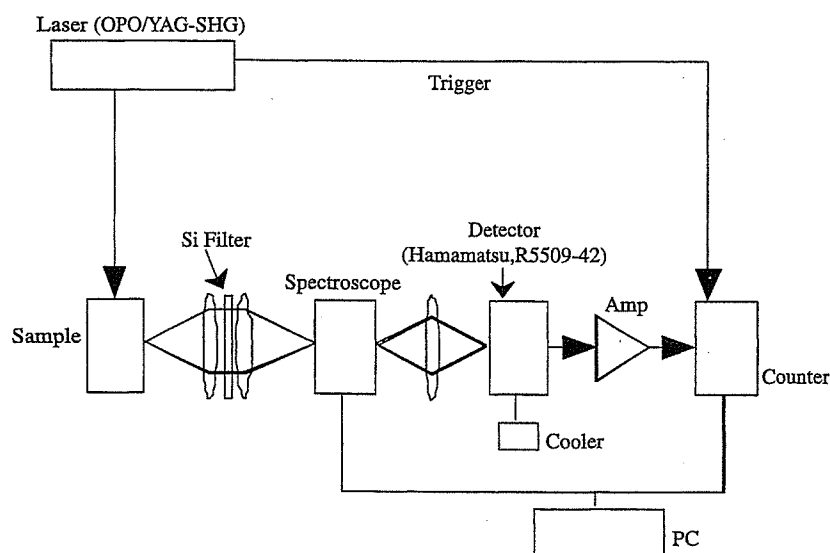 Laser (OPO/YAG-SHG)
Trigger
Si Filter
Detector
(Hamamatsu,R5509-42)
Spectroscope
Amp
Sample
Counter
Cooler
PC